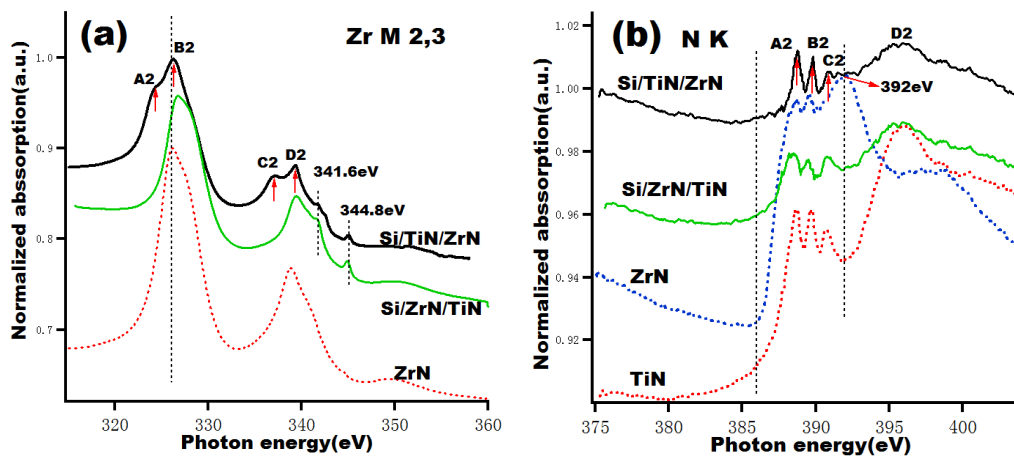 (a)
Zr M 2,3
A2
B2
C2
D2
341.6eV
344.8eV
Si/TiN/ZrN
Si/ZrN/TiN
ZrN
1.0
0.9
0.8
0.7
320
330
340
350
360
Photon energy(eV)
Normalized abssorption(a.u.)
(b)
N K
A2
B2
C2
D2
392eV
Si/TiN/ZrN
Si/ZrN/TiN
ZrN
TiN
1.02
1.00
0.98
0.96
0.94
0.92
375
380
385
390
395
400
Photon energy(eV)
Normalized absorption(a.u.)